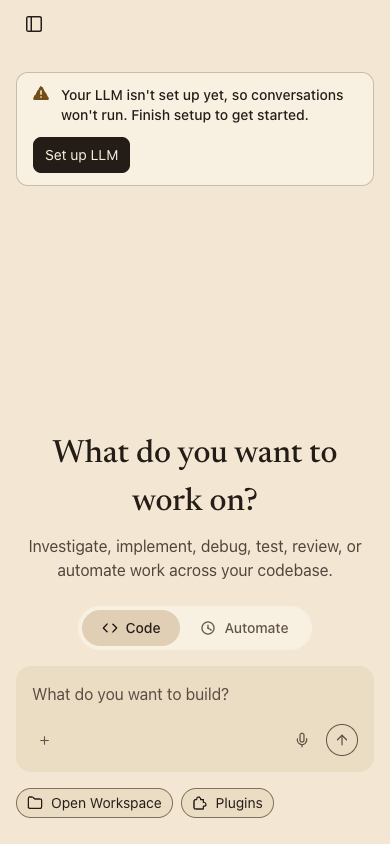 Your LLM isn't set up yet, so conversations
won't run. Finish setup to get started.
Set up LLM
What do you want to
work on?
Investigate, implement, debug, test, review, or
automate work across your codebase.
Code
Automate
What do you want to build?
Open Workspace
Plugins